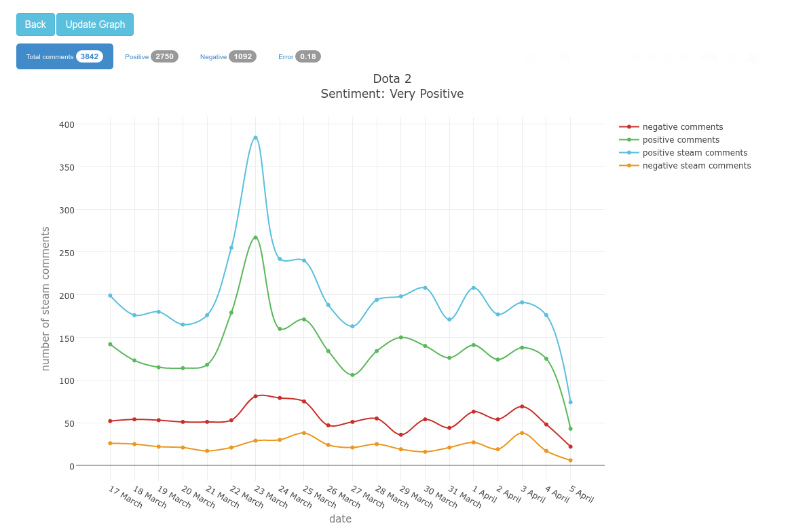 Back Update Graph
Total comments 3842 Positive 2750 Negative 1092 Error 0.18
Dota 2
Sentiment: Very Positive
negative comments
positive comments
positive steam comments
negative steam comments
number of steam comments
400
350
300
250
200
150
100
50
0
17 March 18 March 19 March 20 March 21 March 22 March 23 March 24 March 25 March 26 March 27 March 28 March 29 March 30 March 31 March 1 April 2 April 3 April 4 April 5 April
date